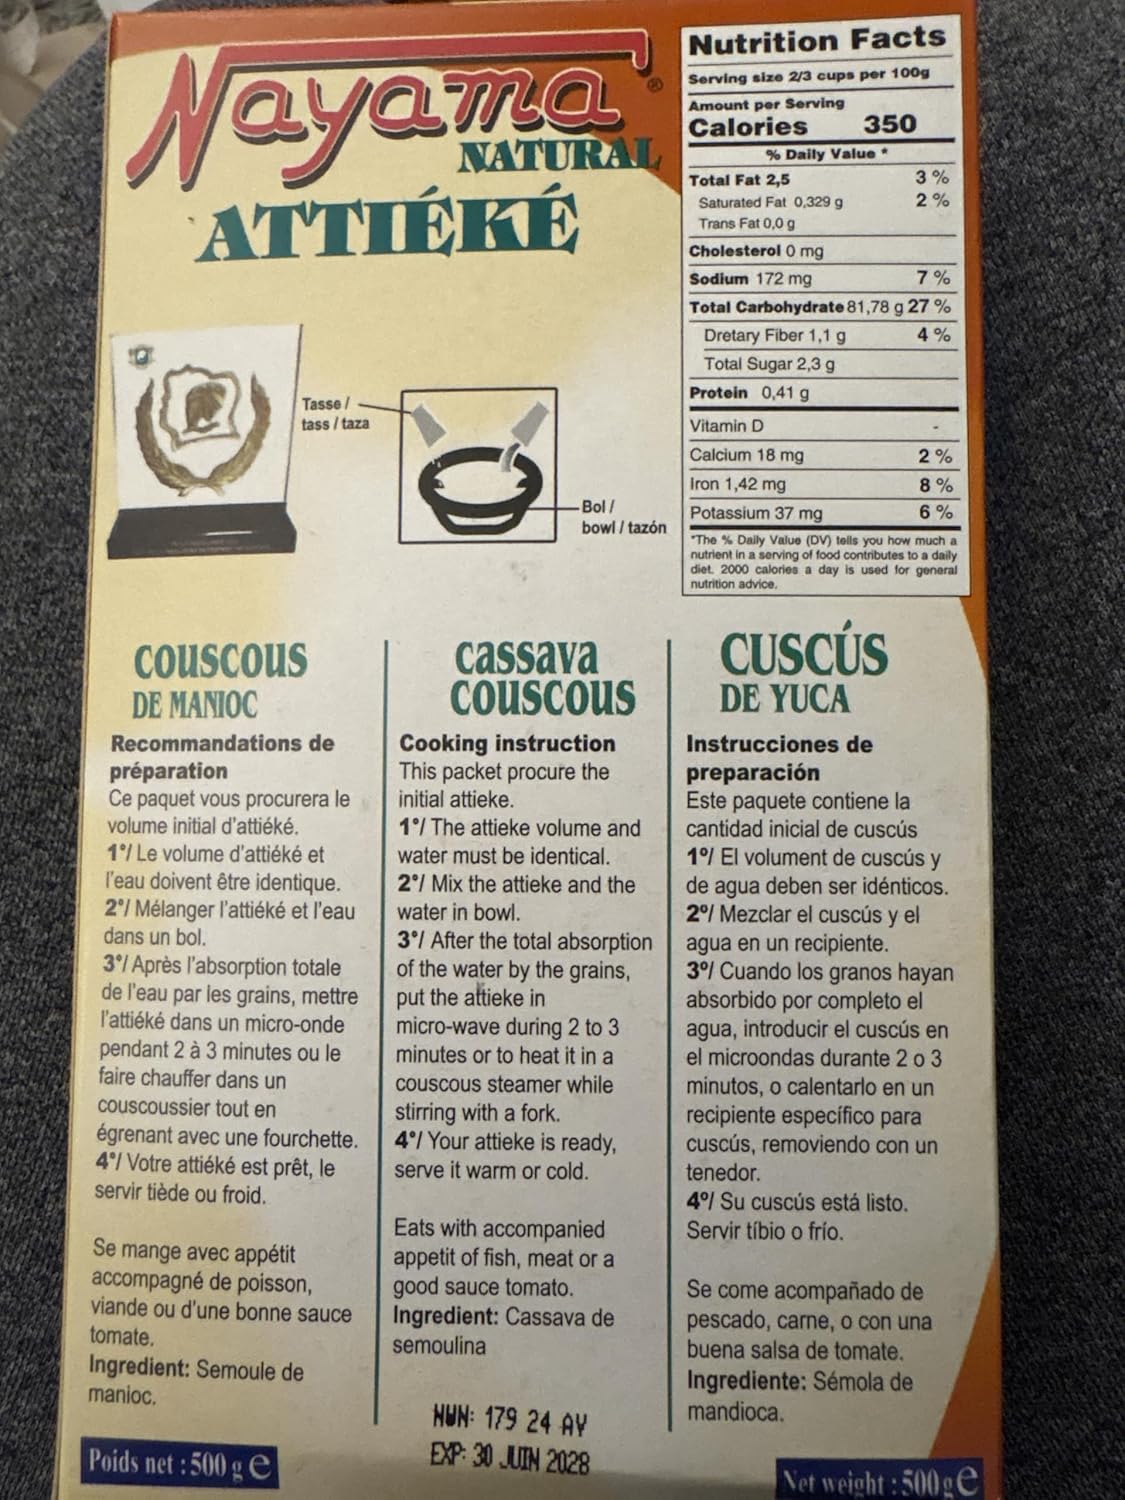 Nayama®
NATURAL
ATTIÉKÉ
Tasse /
tass / taza
Bol /
bowl / tazón
Nutrition Facts
Serving size 2/3 cups per 100g
Amount per Serving
Calories 350
% Daily Value *
Total Fat 2,5 3 %
Saturated Fat 0,329 g 2 %
Trans Fat 0,0 g
Cholesterol 0 mg
Sodium 172 mg 7 %
Total Carbohydrate 81,78 g 27 %
Dretary Fiber 1,1 g 4 %
Total Sugar 2,3 g
Protein 0,41 g
Vitamin D -
Calcium 18 mg 2 %
Iron 1,42 mg 8 %
Potassium 37 mg 6 %
*The % Daily Value (DV) tells you how much a
nutrient in a serving of food contributes to a daily
diet. 2000 calories a day is used for general
nutrition advice.
COUSCOUS
DE MANIOC
Recommandations de
préparation
Ce paquet vous procurera le
volume initial d'attiéké.
1°/ Le volume d'attiéké et
l'eau doivent être identique.
2°/ Mélanger l'attiéké et l'eau
dans un bol.
3°/ Après l'absorption totale
de l'eau par les grains, mettre
l'attiéké dans un micro-onde
pendant 2 à 3 minutes ou le
faire chauffer dans un
couscoussier tout en
égrenant avec une fourchette.
4°/ Votre attiéké est prêt, le
servir tiède ou froid.
Se mange avec appétit
accompagné de poisson,
viande ou d'une bonne sauce
tomate.
Ingredient: Semoule de
manioc.
Poids net : 500 g e
cassava
COUSCOUS
Cooking instruction
This packet procure the
initial attieke.
1°/ The attieke volume and
water must be identical.
2°/ Mix the attieke and the
water in bowl.
3°/ After the total absorption
of the water by the grains,
put the attieke in
micro-wave during 2 to 3
minutes or to heat it in a
couscous steamer while
stirring with a fork.
4°/ Your attieke is ready,
serve it warm or cold.
Eats with accompanied
appetit of fish, meat or a
good sauce tomato.
Ingredient: Cassava de
semoulina
NUN: 179 24 AY
EXP: 30 JUIN 2028
CUSCÚS
DE YUCA
Instrucciones de
preparación
Este paquete contiene la
cantidad inicial de cuscús
1º/ El volument de cuscús y
de agua deben ser idénticos.
2º/ Mezclar el cuscús y el
agua en un recipiente.
3º/ Cuando los granos hayan
absorbido por completo el
agua, introducir el cuscús en
el microondas durante 2 o 3
minutos, o calentarlo en un
recipiente específico para
cuscús, removiendo con un
tenedor.
4º/ Su cuscús está listo.
Servir tíbio o frío.
Se come acompañado de
pescado, carne, o con una
buena salsa de tomate.
Ingrediente: Sémola de
mandioca.
Net weight : 500 g e